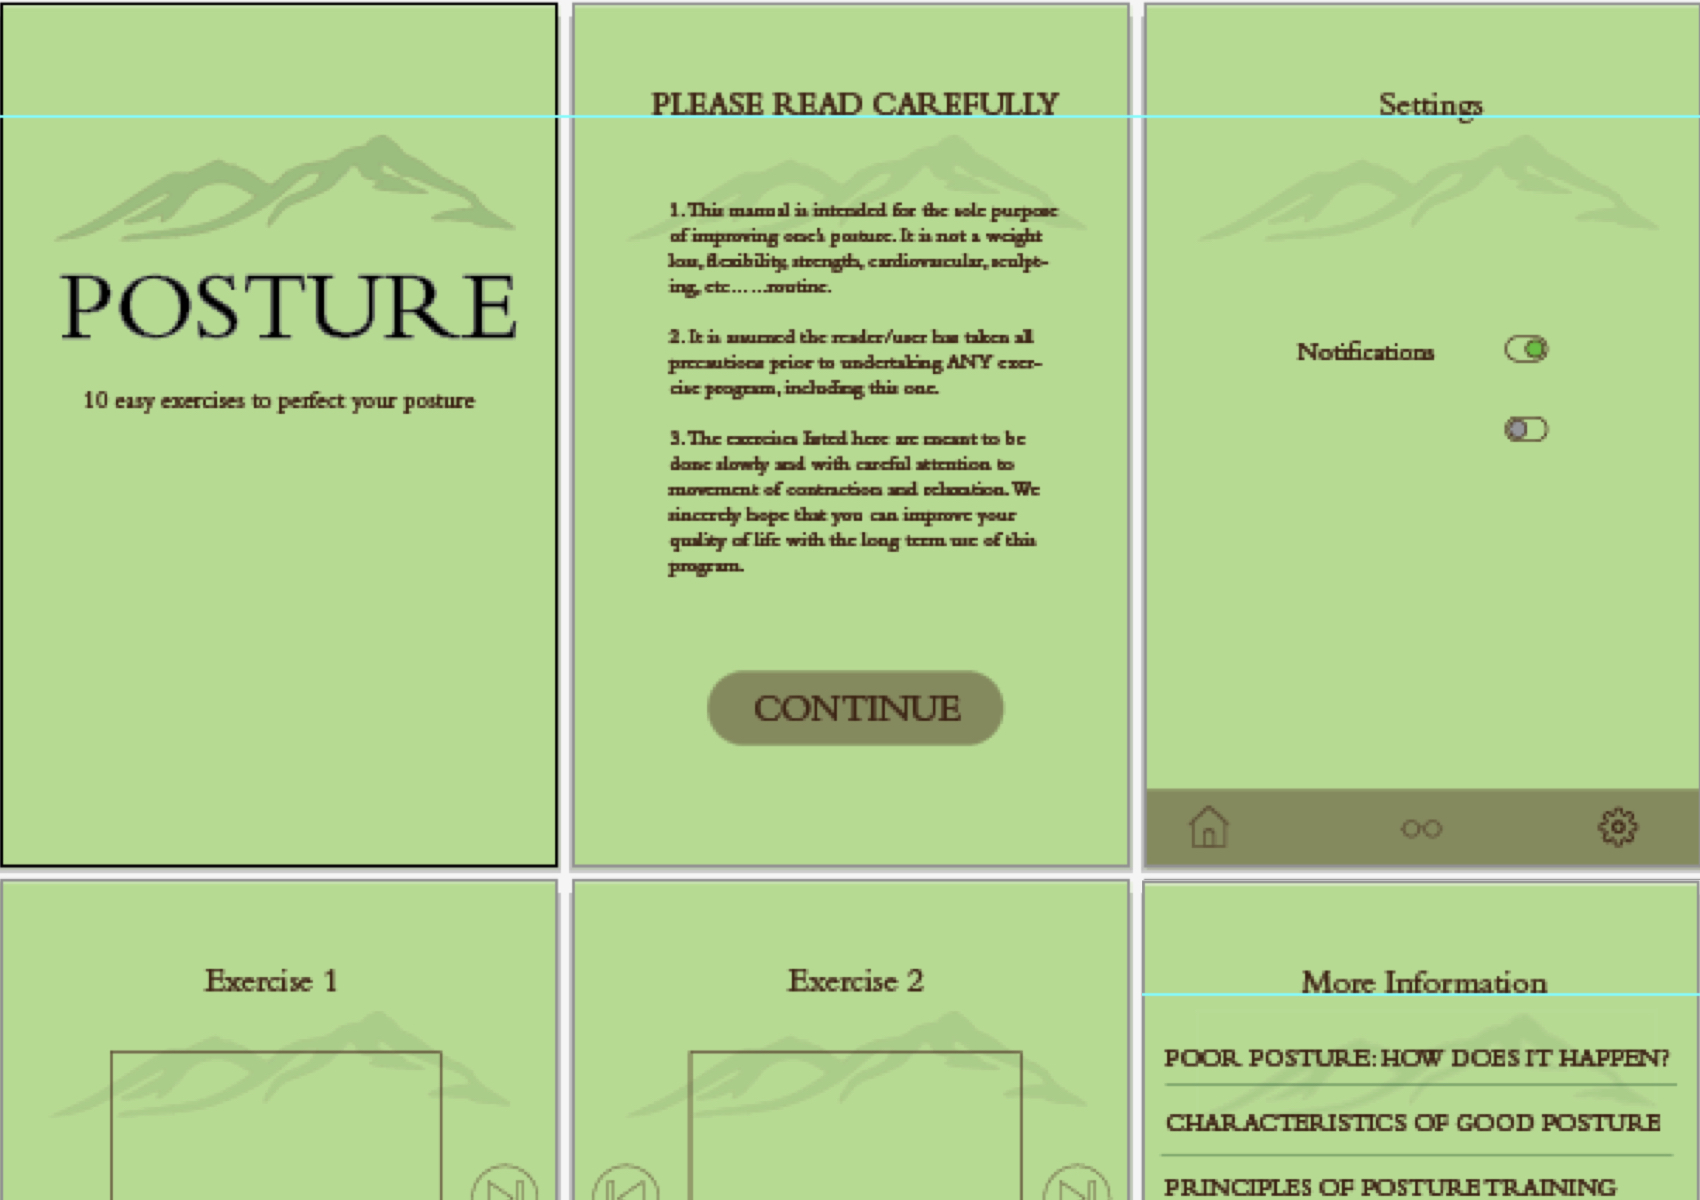 POSTURE
10 easy exercises to perfect your posture
PLEASE READ CAREFULLY
1. This manual is intended for the sole purpose
of improving one's posture. It is not a weight
loss, flexibility, strength, cardiovascular, sculpt-
ing, etc......routine.
2. It is assumed the reader/user has taken all
precautions prior to undertaking ANY exer-
cise program, including this one.
3. The exercises listed here are meant to be
done slowly and with careful attention to
movement of contraction and relaxation. We
sincerely hope that you can improve your
quality of life with the long term use of this
program.
CONTINUE
Settings
Notifications
Exercise 1
Exercise 2
More Information
POOR POSTURE: HOW DOES IT HAPPEN?
CHARACTERISTICS OF GOOD POSTURE
PRINCIPLES OF POSTURE TRAINING